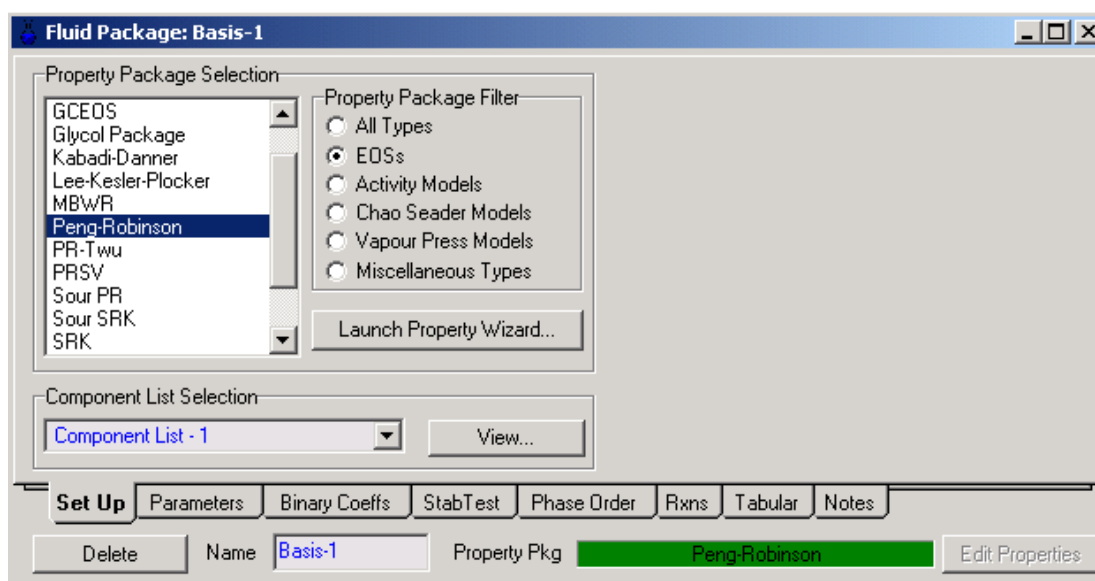 Fluid Package: Basis-1
Property Package Selection
GCEOS
Glycol Package
Kabadi-Danner
Lee-Kesler-Plocker
MBWR
Peng-Robinson
PR-Twu
PRSV
Sour PR
Sour SRK
SRK
Property Package Filter
All Types
EOSs
Activity Models
Chao Seader Models
Vapour Press Models
Miscellaneous Types
Launch Property Wizard...
Component List Selection
Component List - 1
View...
Set Up Parameters Binary Coeffs StabTest Phase Order Rxns Tabular Notes
Delete Name Basis-1 Property Pkg Peng-Robinson Edit Properties